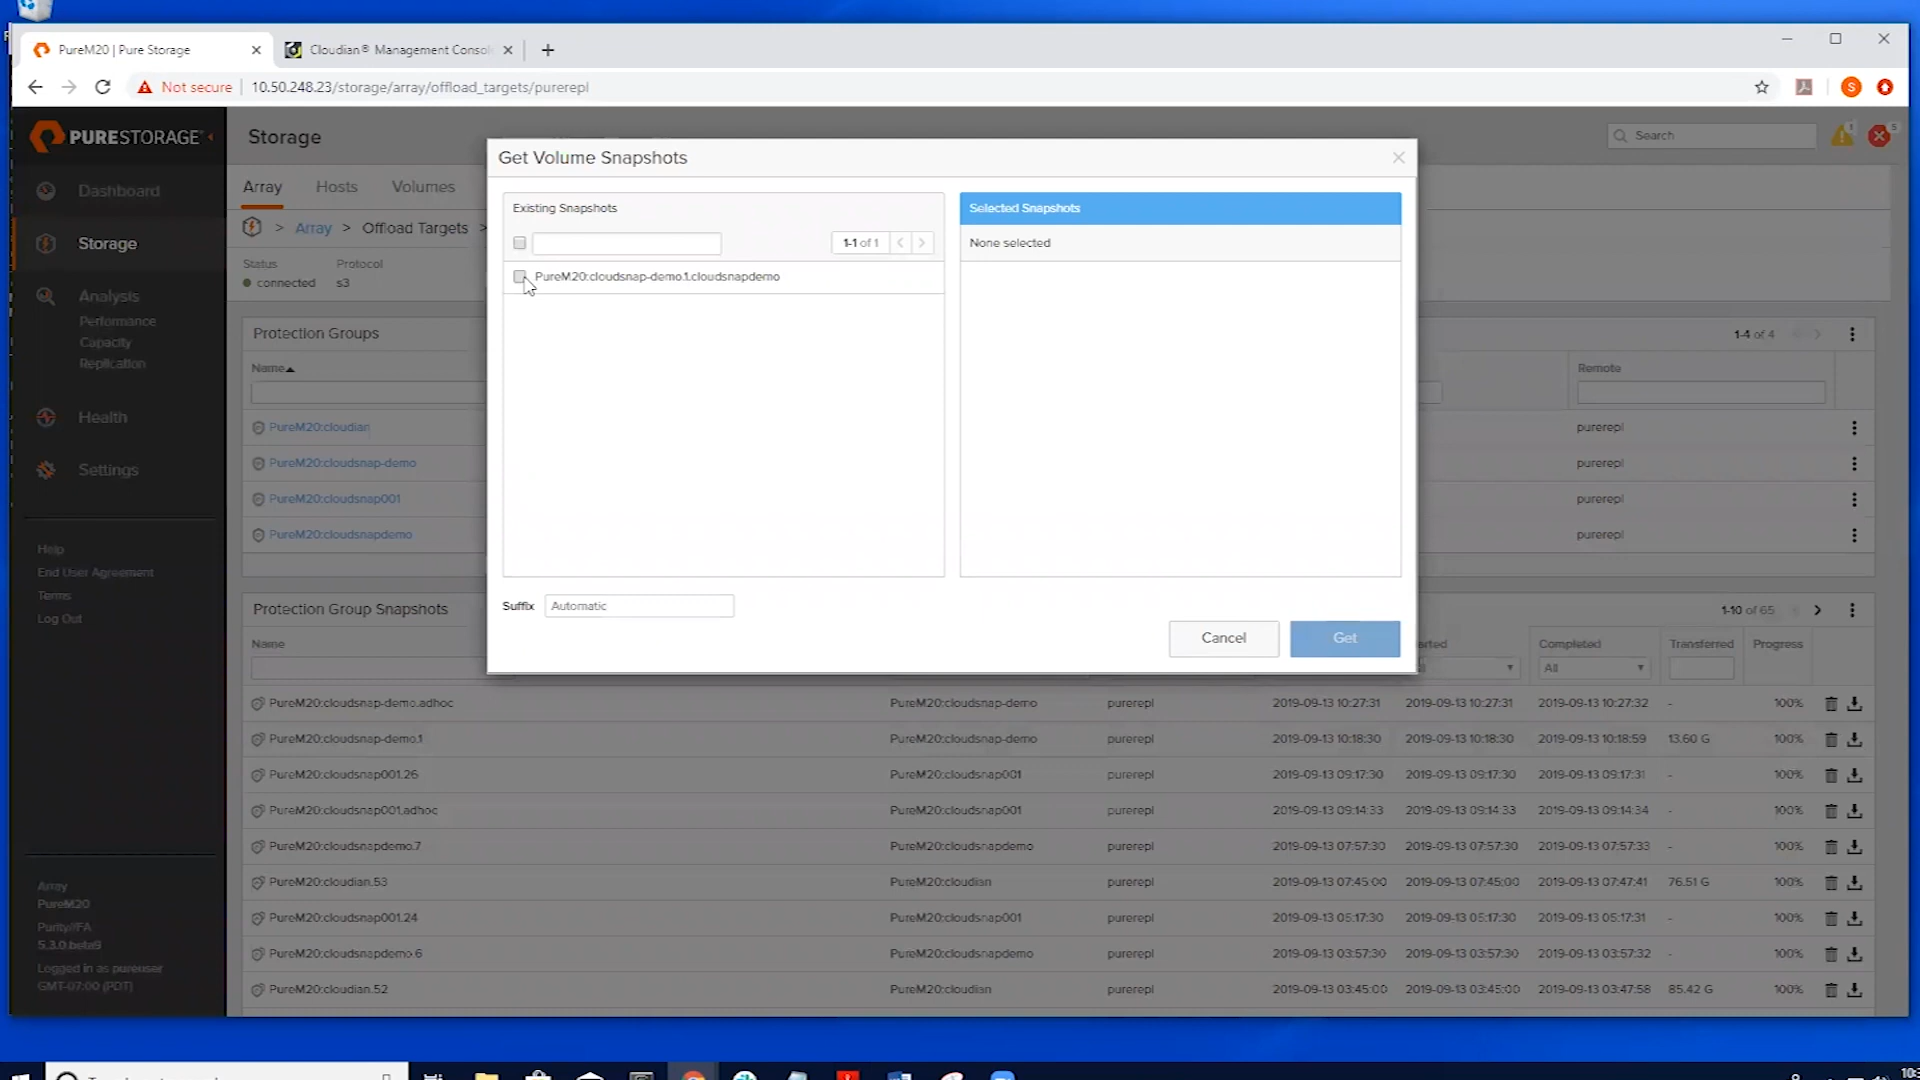 PureM20 | Pure Storage
Cloudian® Management Consol
Not secure
10.50.248.23/storage/array/offload_targets/purerepl
PURESTORAGE
Storage
Search
1
5
Dashboard
Storage
Analysis
Performance
Capacity
Replication
Health
Settings
Help
End User Agreement
Terms
Log Out
Array
PureM20
Purity//FA
5.3.0.beta9
Logged in as pureuser
GMT-07:00 (PDT)
Array Hosts Volumes
> Array > Offload Targets >
Status Protocol
connected s3
Get Volume Snapshots
Existing Snapshots
1-1 of 1
PureM20:cloudsnap-demo.1.cloudsnapdemo
Selected Snapshots
None selected
Suffix Automatic
Cancel Get
Protection Groups 1-4 of 4
Name Remote
PureM20:cloudian purerepl
PureM20:cloudsnap-demo purerepl
PureM20:cloudsnap001 purerepl
PureM20:cloudsnapdemo purerepl
Protection Group Snapshots 1-10 of 65
Name arted Completed Transferred Progress
All
PureM20:cloudsnap-demo.adhoc PureM20:cloudsnap-demo purerepl 2019-09-13 10:27:31 2019-09-13 10:27:31 2019-09-13 10:27:32 - 100%
PureM20:cloudsnap-demo.1 PureM20:cloudsnap-demo purerepl 2019-09-13 10:18:30 2019-09-13 10:18:30 2019-09-13 10:18:59 13.60 G 100%
PureM20:cloudsnap001.26 PureM20:cloudsnap001 purerepl 2019-09-13 09:17:30 2019-09-13 09:17:30 2019-09-13 09:17:31 - 100%
PureM20:cloudsnap001.adhoc PureM20:cloudsnap001 purerepl 2019-09-13 09:14:33 2019-09-13 09:14:33 2019-09-13 09:14:34 - 100%
PureM20:cloudsnapdemo.7 PureM20:cloudsnapdemo purerepl 2019-09-13 07:57:30 2019-09-13 07:57:30 2019-09-13 07:57:33 - 100%
PureM20:cloudian.53 PureM20:cloudian purerepl 2019-09-13 07:45:00 2019-09-13 07:45:00 2019-09-13 07:47:41 76.51 G 100%
PureM20:cloudsnap001.24 PureM20:cloudsnap001 purerepl 2019-09-13 05:17:30 2019-09-13 05:17:30 2019-09-13 05:17:31 - 100%
PureM20:cloudsnapdemo.6 PureM20:cloudsnapdemo purerepl 2019-09-13 03:57:30 2019-09-13 03:57:30 2019-09-13 03:57:32 - 100%
PureM20:cloudian.52 PureM20:cloudian purerepl 2019-09-13 03:45:00 2019-09-13 03:45:00 2019-09-13 03:47:58 85.42 G 100%